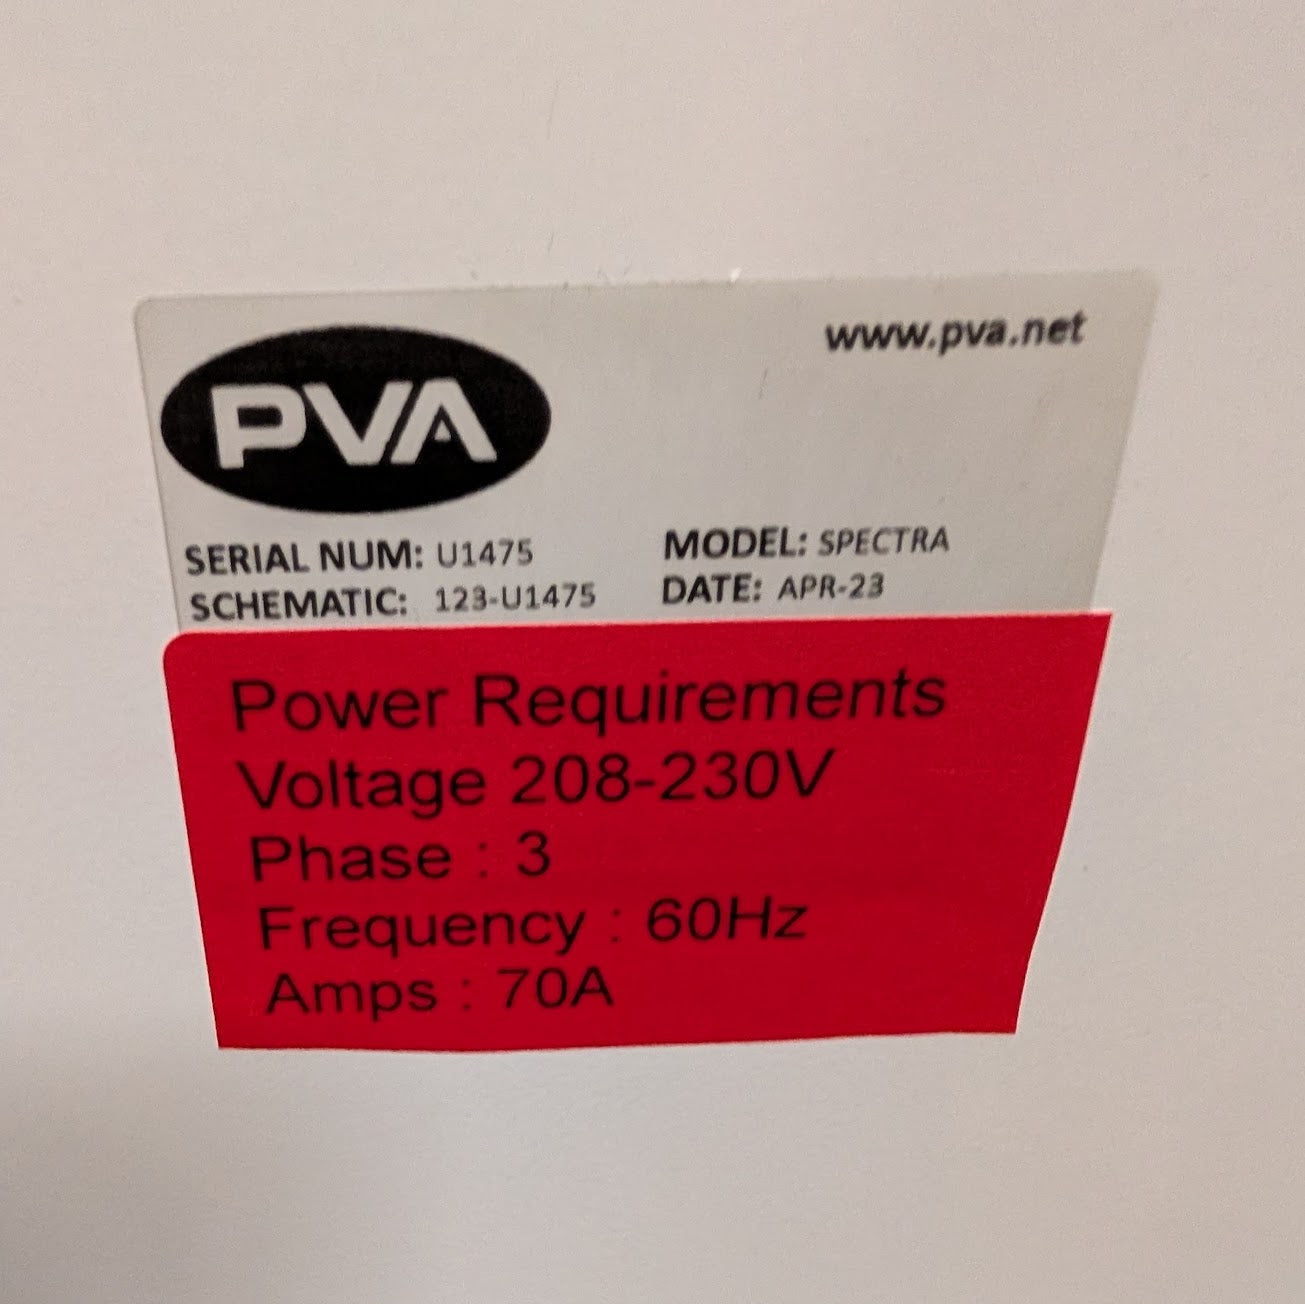 www.pva.net
PVA
SERIAL NUM: U1475 MODEL: SPECTRA
SCHEMATIC: 123-U1475 DATE: APR-23
Power Requirements
Voltage 208-230V
Phase : 3
Frequency : 60Hz
Amps : 70A